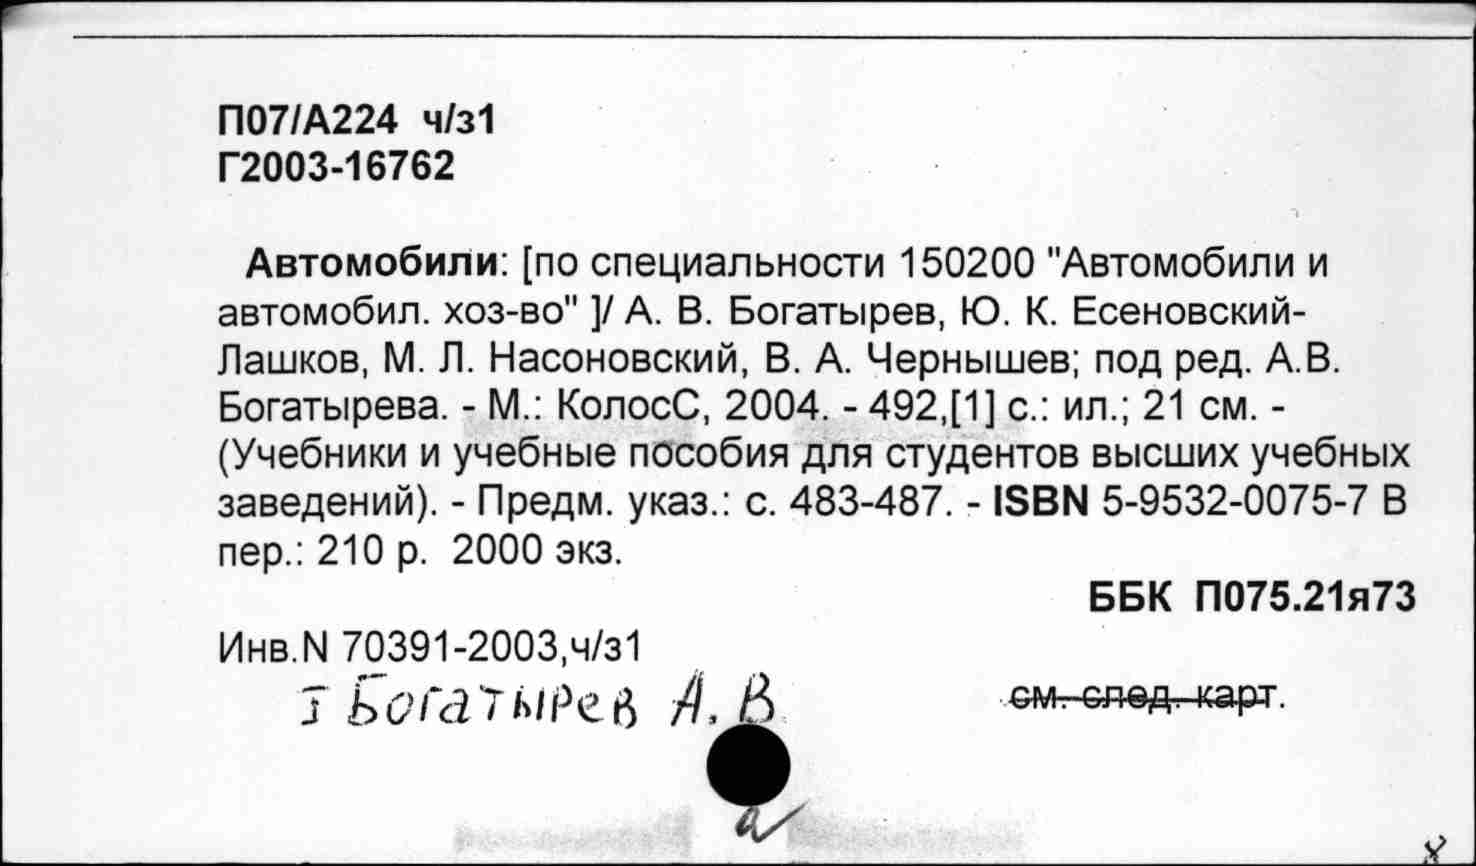 П07/А224 ч/з1
Г2003-16762
Автомобили: [по специальности 150200 "Автомобили и
автомобил. хоз-во" ]/ А. В. Богатырев, Ю. К. Есеновский-
Лашков, М. Л. Насоновский, В. А. Чернышев; под ред. А.В.
Богатырева. - М.: КолосС, 2004. - 492,[1] с.: ил.; 21 см. -
(Учебники и учебные пособия для студентов высших учебных
заведений). - Предм. указ.: с. 483-487. - ISBN 5-9532-0075-7 В
пер.: 210 р. 2000 экз.
ББК П075.21я73
Инв.N 70391-2003,ч/з1
I Богатырев А. В
см. след. карт.